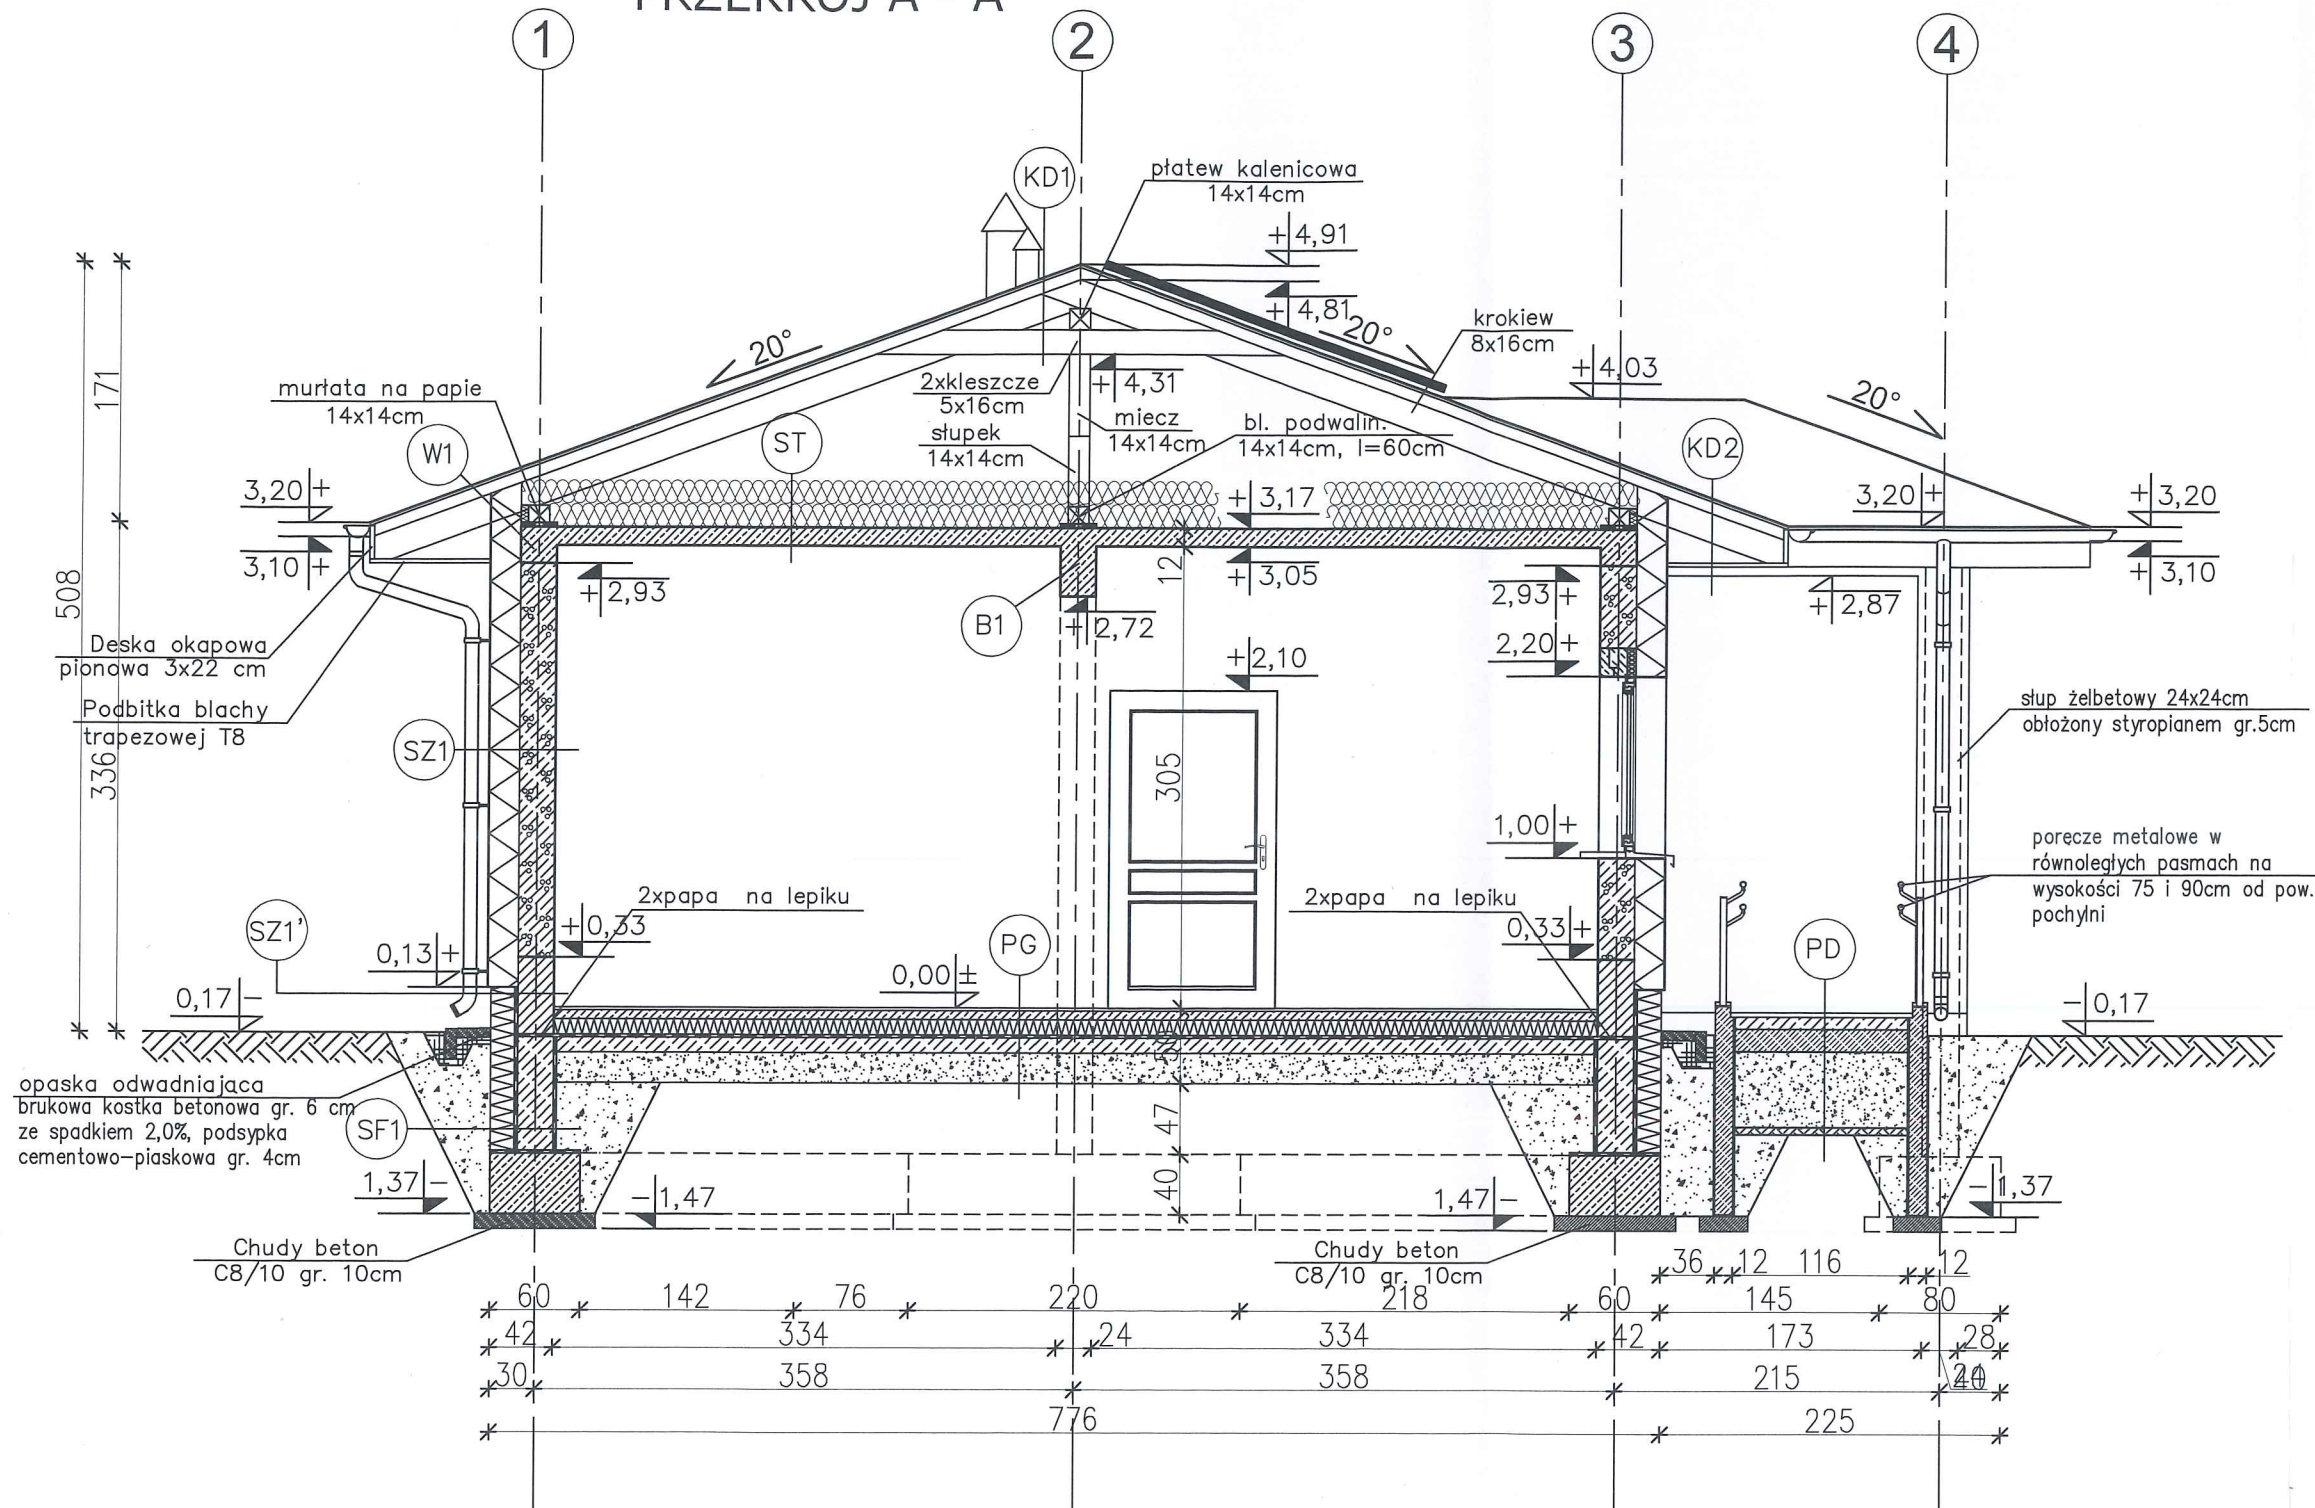 PRZEKRÓJ A - A
1
2
3
4
KD1
płatew kalenicowa
14x14cm
+4,91
+4,81
20°
20°
krokiew
8x16cm
+4,03
20°
murłata na papie
14x14cm
2xkleszcze
5x16cm
+4,31
miecz
14x14cm
słupek
14x14cm
bl. podwalin.
14x14cm, l=60cm
W1
ST
KD2
171
508
336
3,20+
3,10+
+3,17
3,20+
+3,20
+3,10
12
+3,05
+2,93
2,93+
+2,87
B1
+2,72
2,20+
+2,10
Deska okapowa
pionowa 3x22 cm
Podbitka blachy
trapezowej T8
SZ1
305
słup żelbetowy 24x24cm
obłożony styropianem gr.5cm
1,00+
poręcze metalowe w
równoległych pasmach na
wysokości 75 i 90cm od pow.
pochylni
2xpapa na lepiku
2xpapa na lepiku
SZ1'
+0,33
0,33+
PG
PD
0,13+
0,00±
0,17-
-0,17
opaska odwadniająca
brukowa kostka betonowa gr. 6 cm
ze spadkiem 2,0%, podsypka
cementowo-piaskowa gr. 4cm
SF1
47
40
1,37-
-1,47
1,47-
-1,37
Chudy beton
C8/10 gr. 10cm
Chudy beton
C8/10 gr. 10cm
36 12 116 12
60 142 76 220 218 60 145 80
42 334 24 334 42 173 28
30 358 358 215
776 225